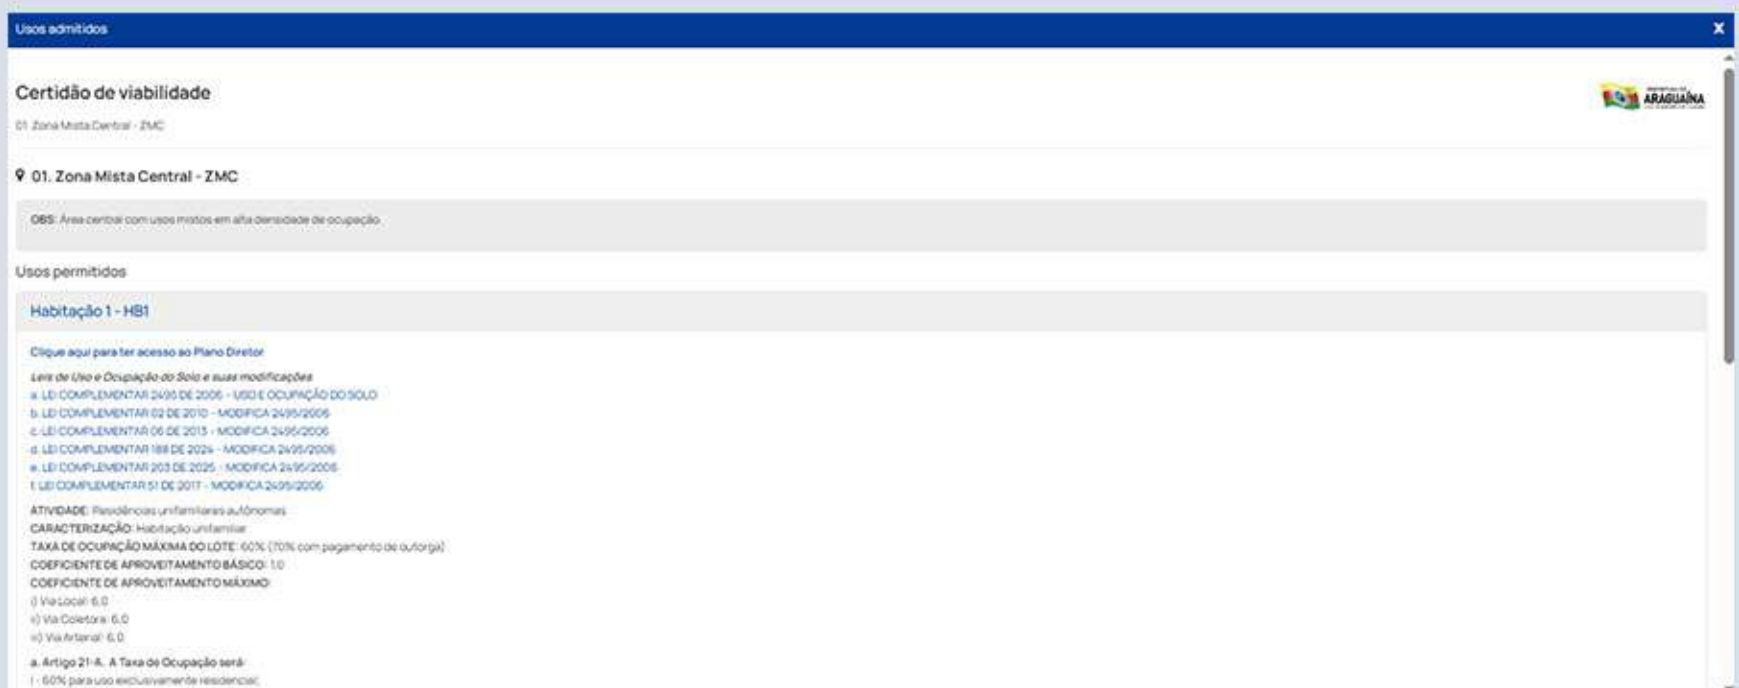 Usos admitidos
X
Certidão de viabilidade
ARAGUAÍNA
01. Zona Mista Central - ZMC
01. Zona Mista Central - ZMC
OBS: Área central com usos mistos em alta densidade de ocupação.
Usos permitidos
Habitação 1 - HB1
Clique aqui para ter acesso ao Plano Diretor
Leis de Uso e Ocupação do Solo e suas modificações
a. LEI COMPLEMENTAR 2495 DE 2006 - USO E OCUPAÇÃO DO SOLO
b. LEI COMPLEMENTAR 02 DE 2010 - MODIFICA 2495/2006
c. LEI COMPLEMENTAR 06 DE 2013 - MODIFICA 2495/2006
d. LEI COMPLEMENTAR 188 DE 2024 - MODIFICA 2495/2006
e. LEI COMPLEMENTAR 203 DE 2025 - MODIFICA 2495/2006
f. LEI COMPLEMENTAR 51 DE 2017 - MODIFICA 2495/2006
ATIVIDADE: Residências unifamiliares autônomas
CARACTERIZAÇÃO: Habitação unifamiliar
TAXA DE OCUPAÇÃO MÁXIMA DO LOTE: 60% (70% com pagamento de outorga)
COEFICIENTE DE APROVEITAMENTO BÁSICO: 1.0
COEFICIENTE DE APROVEITAMENTO MÁXIMO:
i) Via Local: 6,0
ii) Via Coletora: 6,0
iii) Via Arterial: 6,0
a. Artigo 21-A. A Taxa de Ocupação será:
I - 60% para uso exclusivamente residencial;